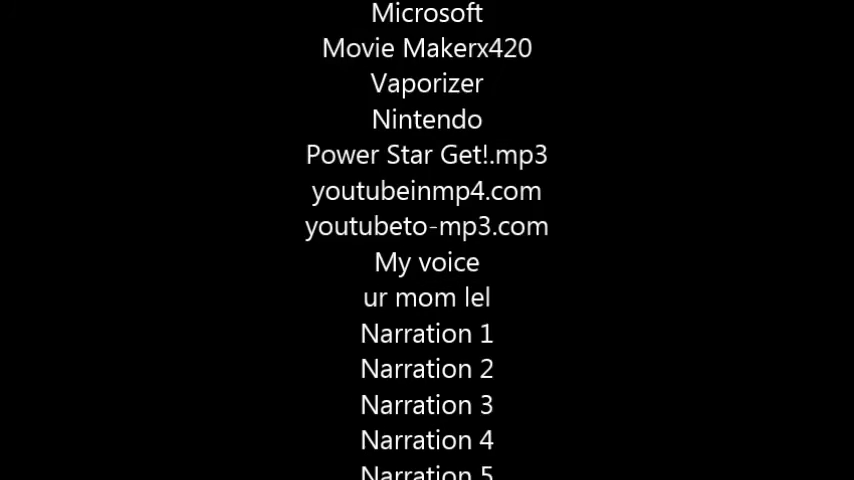 Microsoft
Movie Makerx420
Vaporizer
Nintendo
Power Star Get!.mp3
youtubeinmp4.com
youtubeto-mp3.com
My voice
ur mom lel
Narration 1
Narration 2
Narration 3
Narration 4
Narration 5